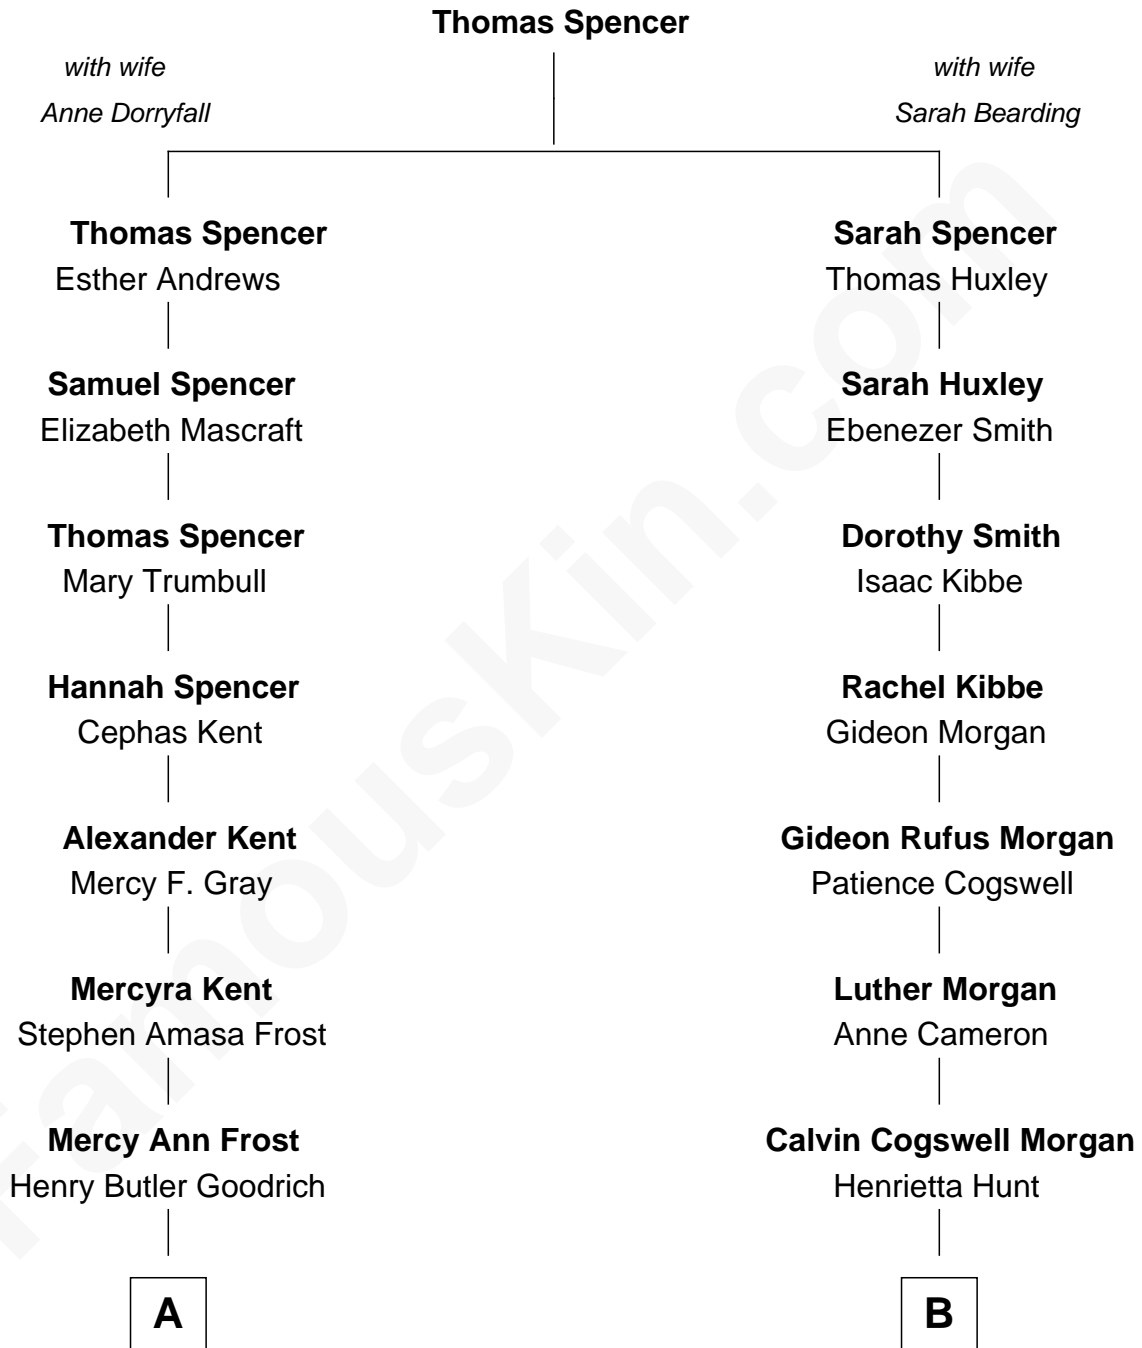 Thomas Spencer
with wife
Anne Dorryfall
with wife
Sarah Bearding
Thomas Spencer
Esther Andrews
Samuel Spencer
Elizabeth Mascraft
Thomas Spencer
Mary Trumbull
Hannah Spencer
Cephas Kent
Alexander Kent
Mercy F. Gray
Mercyra Kent
Stephen Amasa Frost
Mercy Ann Frost
Henry Butler Goodrich
A
Sarah Spencer
Thomas Huxley
Sarah Huxley
Ebenezer Smith
Dorothy Smith
Isaac Kibbe
Rachel Kibbe
Gideon Morgan
Gideon Rufus Morgan
Patience Cogswell
Luther Morgan
Anne Cameron
Calvin Cogswell Morgan
Henrietta Hunt
B
FamousKin.com